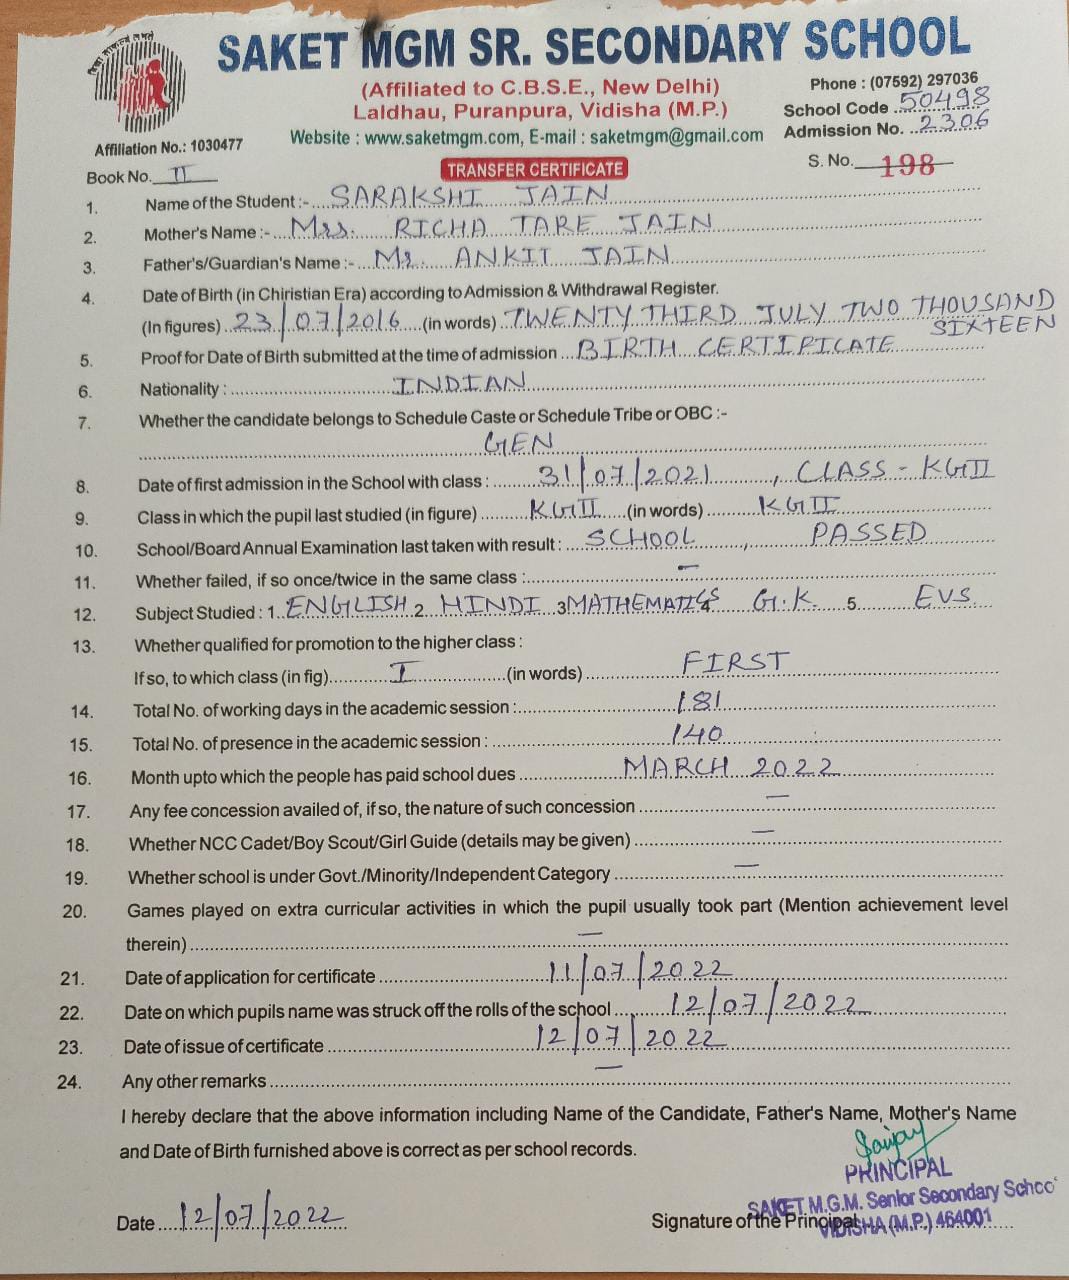 SAKET MGM SR. SECONDARY SCHOOL
(Affiliated to C.B.S.E., New Delhi)
Laldhau, Puranpura, Vidisha (M.P.)
Website : www.saketmgm.com, E-mail : saketmgm@gmail.com
Phone : (07592) 297036
School Code ..50498
Admission No. ..2306
Affiliation No.: 1030477
Book No. II
TRANSFER CERTIFICATE
S. No. 198
1. Name of the Student :- SARAKSHI JAIN
2. Mother's Name :- Mrs. RICHA TARE JAIN
3. Father's/Guardian's Name :- Mr. ANKIT JAIN
4. Date of Birth (in Chiristian Era) according to Admission & Withdrawal Register.
(In figures) 23/07/2016 (in words) TWENTY THIRD JULY TWO THOUSAND
SIXTEEN
5. Proof for Date of Birth submitted at the time of admission BIRTH CERTIFICATE
6. Nationality : INDIAN
7. Whether the candidate belongs to Schedule Caste or Schedule Tribe or OBC :-
GEN
8. Date of first admission in the School with class : 31/07/2021, CLASS - KG II
9. Class in which the pupil last studied (in figure) KG II (in words) KG II
10. School/Board Annual Examination last taken with result : SCHOOL, PASSED
11. Whether failed, if so once/twice in the same class : –
12. Subject Studied : 1. ENGLISH 2 HINDI 3 MATHEMATICS 4 G.K. 5. EVS
13. Whether qualified for promotion to the higher class :
If so, to which class (in fig) I (in words) FIRST
14. Total No. of working days in the academic session : 181
15. Total No. of presence in the academic session : 140
16. Month upto which the people has paid school dues MARCH 2022
17. Any fee concession availed of, if so, the nature of such concession –
18. Whether NCC Cadet/Boy Scout/Girl Guide (details may be given) –
19. Whether school is under Govt./Minority/Independent Category –
20. Games played on extra curricular activities in which the pupil usually took part (Mention achievement level
therein) –
21. Date of application for certificate 11/07/2022
22. Date on which pupils name was struck off the rolls of the school 12/07/2022
23. Date of issue of certificate 12/07/2022
24. Any other remarks –
I hereby declare that the above information including Name of the Candidate, Father's Name, Mother's Name
and Date of Birth furnished above is correct as per school records.
PRINCIPAL
SAKET M.G.M. Senior Secondary School
VIDISHA (M.P.) 464001
Date 12/07/2022
Signature of the Principal